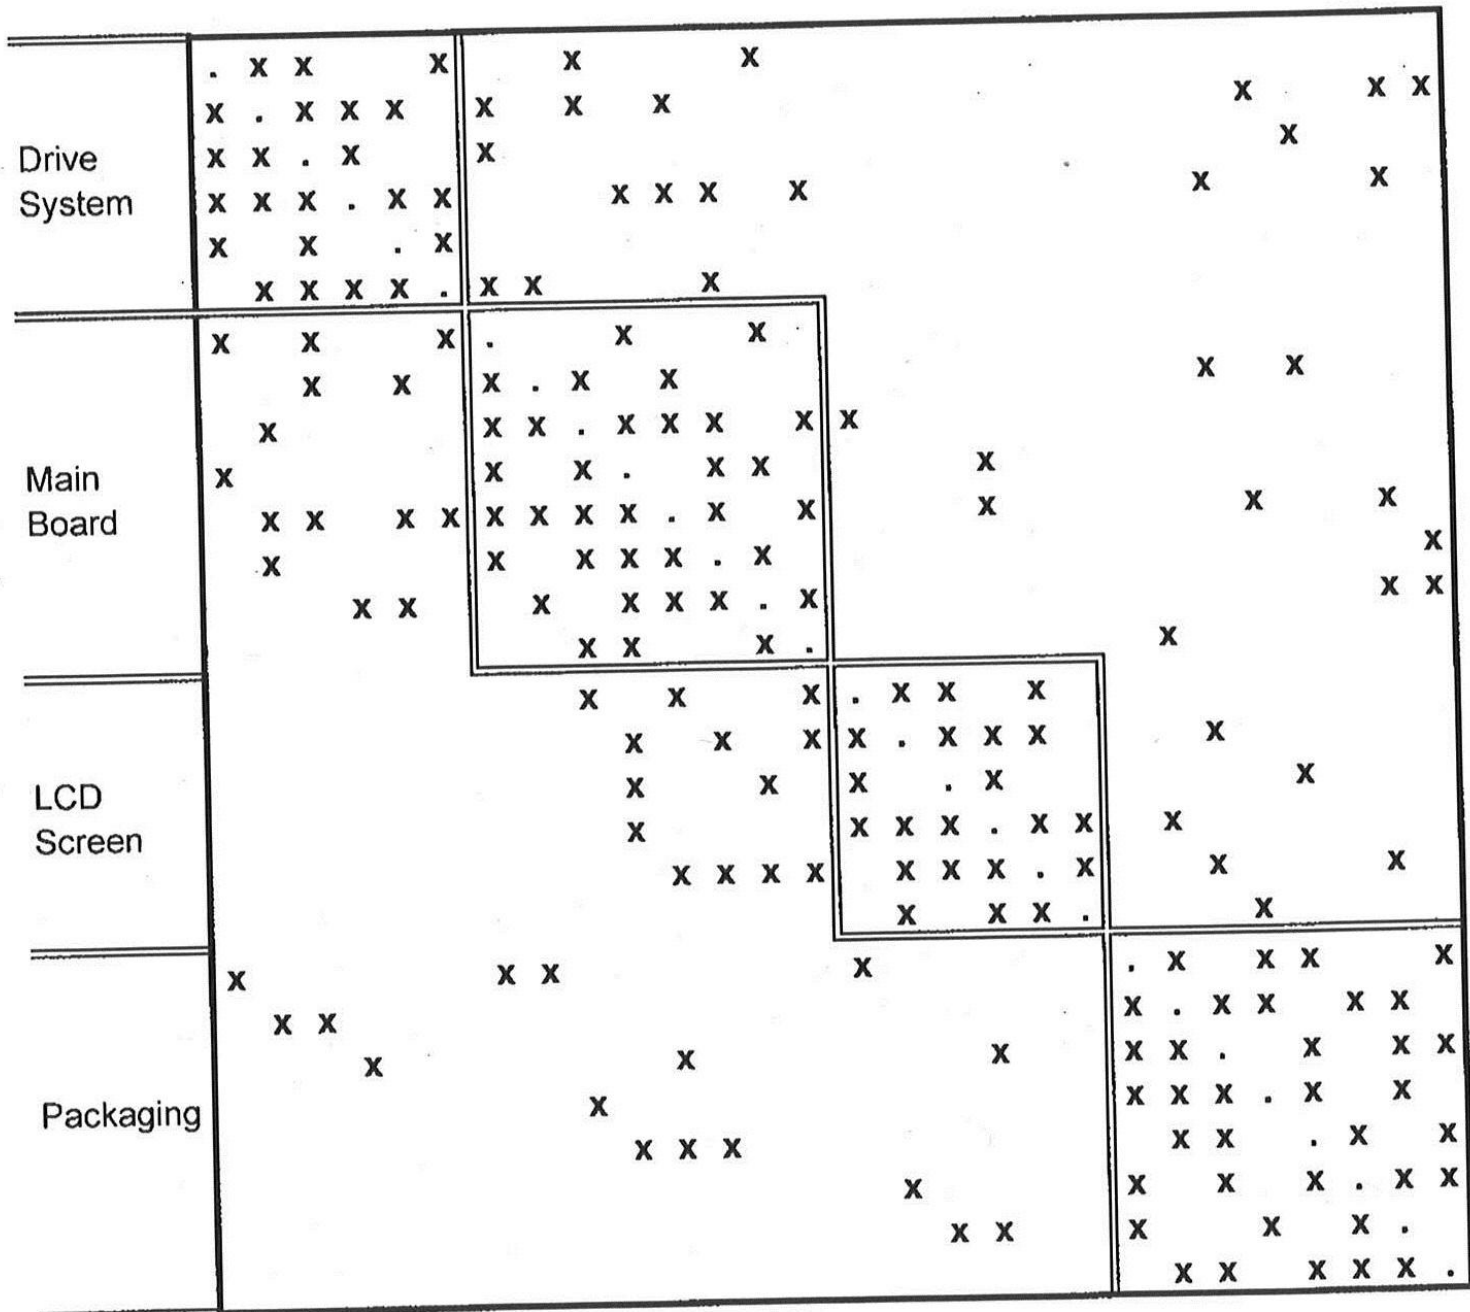 Drive
System
. x x x x x
x . x x x x x x x x x
x x . x x x
x x x . x x x x x x x x
x x . x
x x x x . x x x
Main
Board
x x x . x x
x x x . x x x x
x x x . x x x x x
x x x . x x x
x x x x x x x x . x x x x x
x x x x x . x x
x x x x x x . x x x
x x x . x
LCD
Screen
x x x . x x x
x x x x . x x x x
x x x . x x
x x x x . x x x
x x x x x x x . x x x
x x x . x
Packaging
x x x x . x x x x
x x x . x x x x
x x x x x . x x x
x x x x . x x
x x x x x . x x
x x x x . x x
x x x x x .
x x x x x .